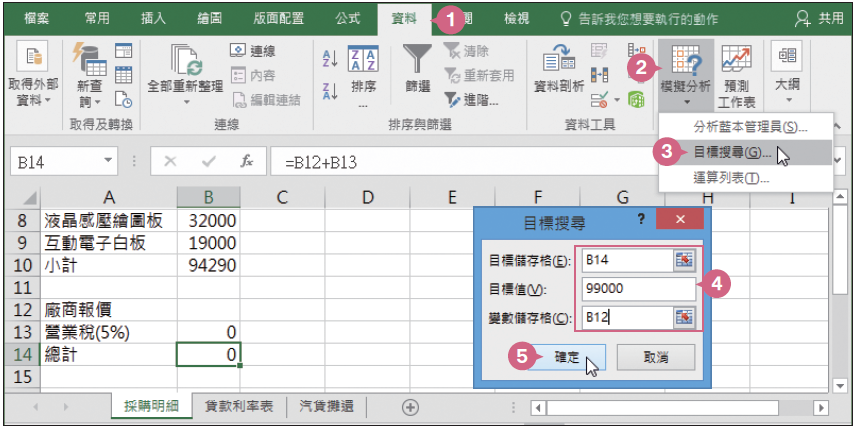 檔案 常用 插入 繪圖 版面配置 公式 資料 1 閱 檢視 告訴我您想要執行的動作 共用
連線
內容
編輯連結
清除
重新套用
進階...
取得外部資料 新查詢 全部重新整理 排序... 篩選 資料剖析 2 模擬分析 預測工作表 大綱
取得及轉換 連線 排序與篩選 資料工具
分析藍本管理員(S)...
3 目標搜尋(G)...
運算列表(T)...
B14 fx =B12+B13
A B C D E F G H I
8 液晶感壓繪圖板 32000
9 互動電子白板 19000
10 小計 94290
11
12 廠商報價
13 營業稅(5%) 0
14 總計 0
15
目標搜尋 ?
目標儲存格(E): B14
目標值(V): 99000
變數儲存格(C): B12
4
5 確定 取消
採購明細 貨款利率表 汽貨攤還